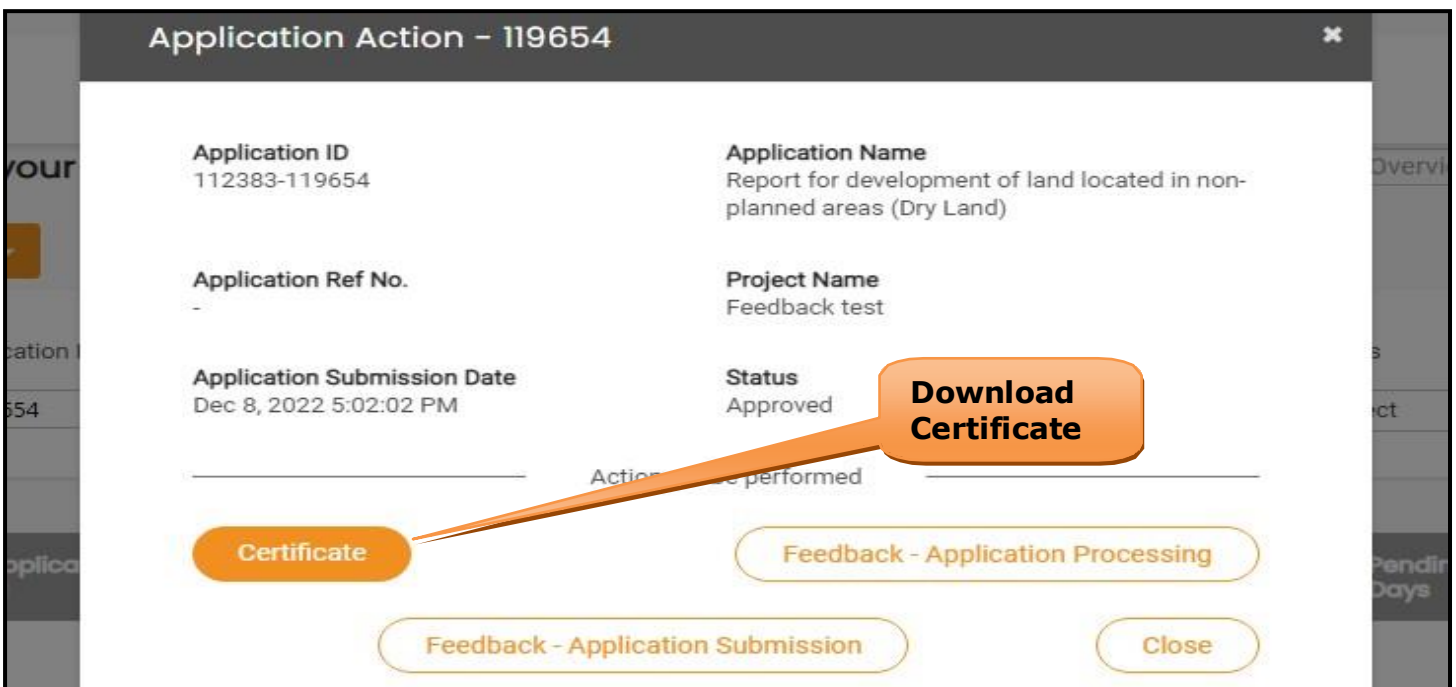 Application Action - 119654
your
Application ID
112383-119654
Application Name
Report for development of land located in non-
planned areas (Dry Land)
Application Ref No.
-
Project Name
Feedback test
Application Submission Date
Dec 8, 2022 5:02:02 PM
Status
Approved
Download
Certificate
performed
Certificate
Feedback - Application Processing
Feedback - Application Submission
Close
Days